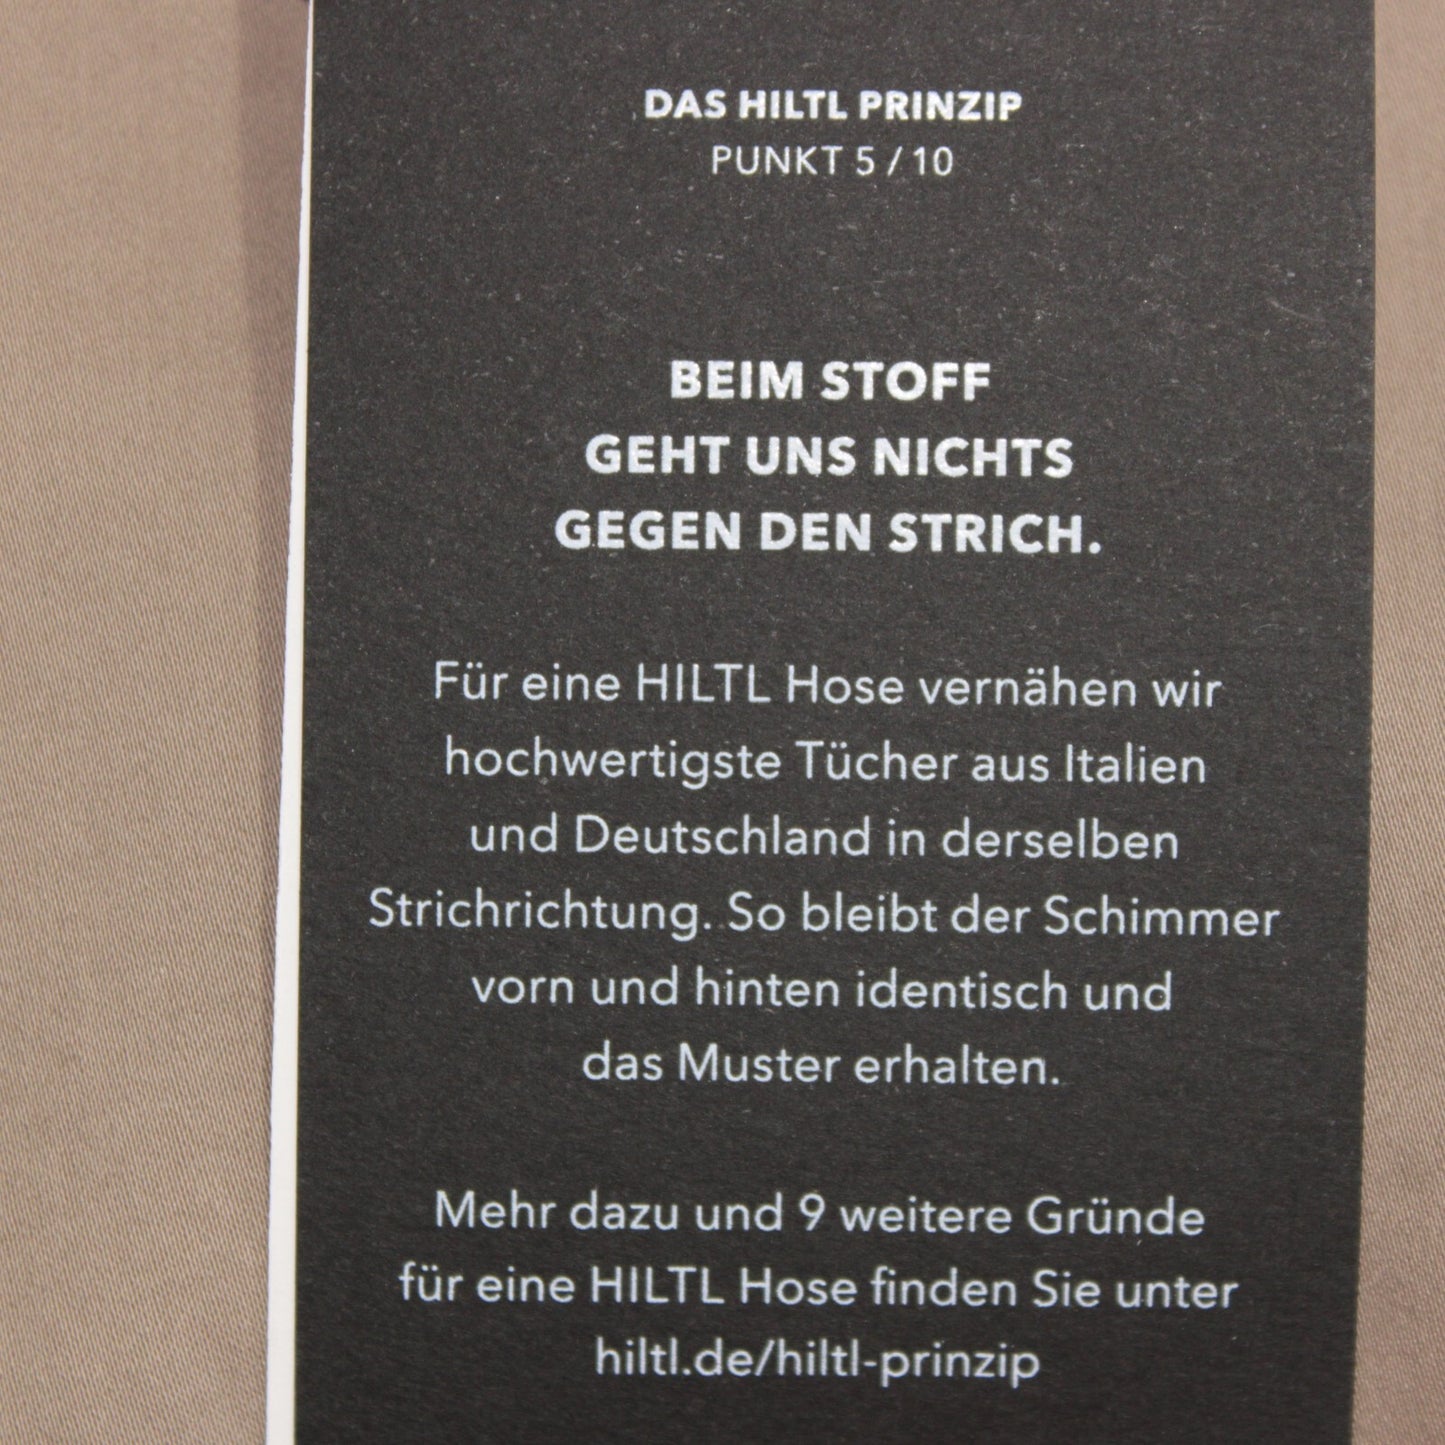 DAS HILTL PRINZIP
PUNKT 5 / 10
BEIM STOFF
GEHT UNS NICHTS
GEGEN DEN STRICH.
Für eine HILTL Hose vernähen wir
hochwertigste Tücher aus Italien
und Deutschland in derselben
Strichrichtung. So bleibt der Schimmer
vorn und hinten identisch und
das Muster erhalten.
Mehr dazu und 9 weitere Gründe
für eine HILTL Hose finden Sie unter
hiltl.de/hiltl-prinzip